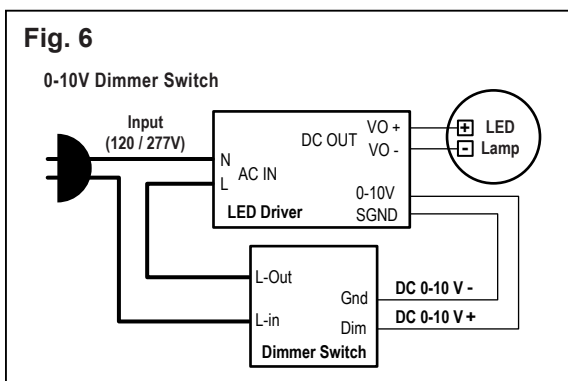 Fig. 6
0-10V Dimmer Switch
Input
(120 / 277V)
N
L
AC IN
DC OUT
VO +
VO -
0-10V
SGND
LED Driver
+ LED
- Lamp
L-Out
L-in
Gnd
Dim
Dimmer Switch
DC 0-10 V -
DC 0-10 V +